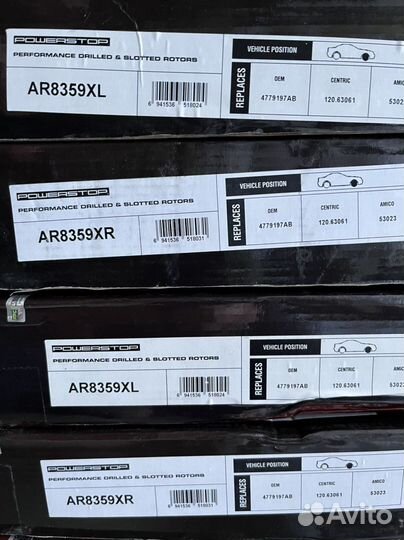 POWERSTOP
PERFORMANCE DRILLED & SLOTTED ROTORS
AR8359XL
6 941536 518024
VEHICLE POSITION
REPLACES
OEM CENTRIC AMICO
4779197AB 120.63061 53023
POWERSTOP
PERFORMANCE DRILLED & SLOTTED ROTORS
AR8359XR
6 941536 518031
VEHICLE POSITION
REPLACES
OEM CENTRIC AMICO
4779197AB 120.63061 53023
POWERSTOP
PERFORMANCE DRILLED & SLOTTED ROTORS
AR8359XL
6 941536 518024
VEHICLE POSITION
REPLACES
OEM CENTRIC AMICO
4779197AB 120.63061 53023
POWERSTOP
PERFORMANCE DRILLED & SLOTTED ROTORS
AR8359XR
6 941536 518031
VEHICLE POSITION
REPLACES
OEM CENTRIC AMICO
4779197AB 120.63061 53023
Avito